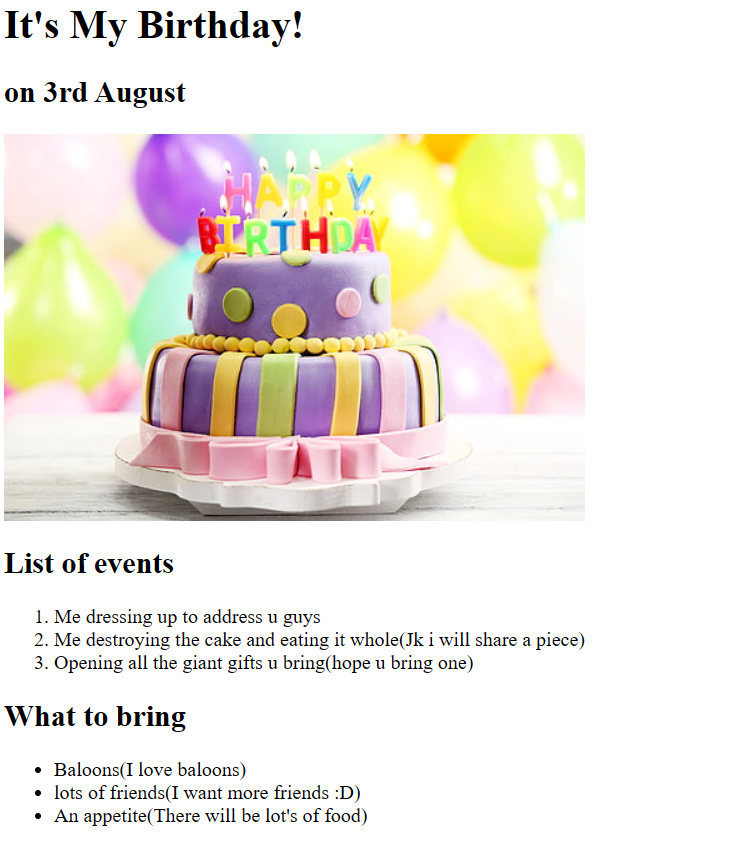 It's My Birthday!
on 3rd August
HAPPY
BIRTHDAY
List of events
1. Me dressing up to address u guys
2. Me destroying the cake and eating it whole(Jk i will share a piece)
3. Opening all the giant gifts u bring(hope u bring one)
What to bring
• Baloons(I love baloons)
• lots of friends(I want more friends :D)
• An appetite(There will be lot's of food)